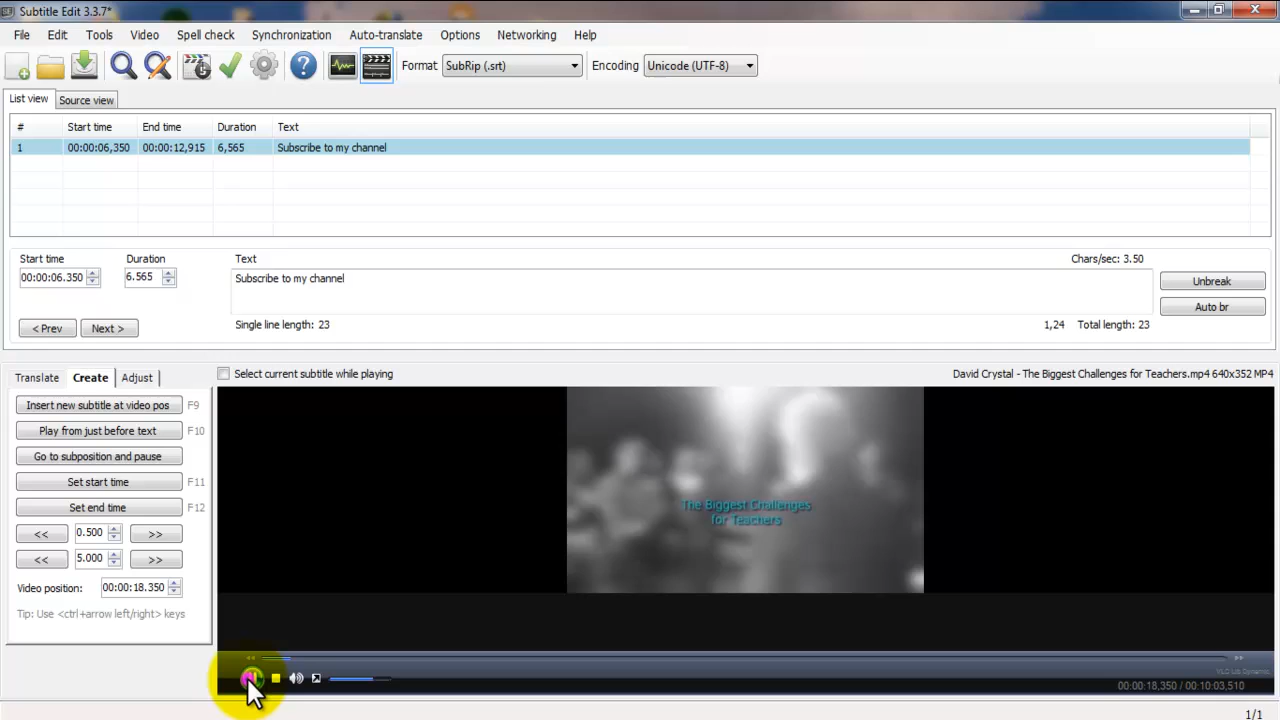 Subtitle Edit 3.3.7*
File Edit Tools Video Spell check Synchronization Auto-translate Options Networking Help
Format SubRip (.srt) Encoding Unicode (UTF-8)
List view Source view
# Start time End time Duration Text
1 00:00:06,350 00:00:12,915 6,565 Subscribe to my channel
Start time Duration Text Chars/sec: 3.50
00:00:06.350 6.565 Subscribe to my channel Unbreak
Auto br
< Prev Next > Single line length: 23 1,24 Total length: 23
Translate Create Adjust Select current subtitle while playing David Crystal - The Biggest Challenges for Teachers.mp4 640x352 MP4
Insert new subtitle at video pos F9
Play from just before text F10
Go to subposition and pause
Set start time F11
Set end time F12
<< 0.500 >>
<< 5.000 >>
Video position: 00:00:18.350
Tip: Use <ctrl+arrow left/right> keys
The Biggest Challenges
for Teachers
00:00:18,350 / 00:10:03,510
1/1